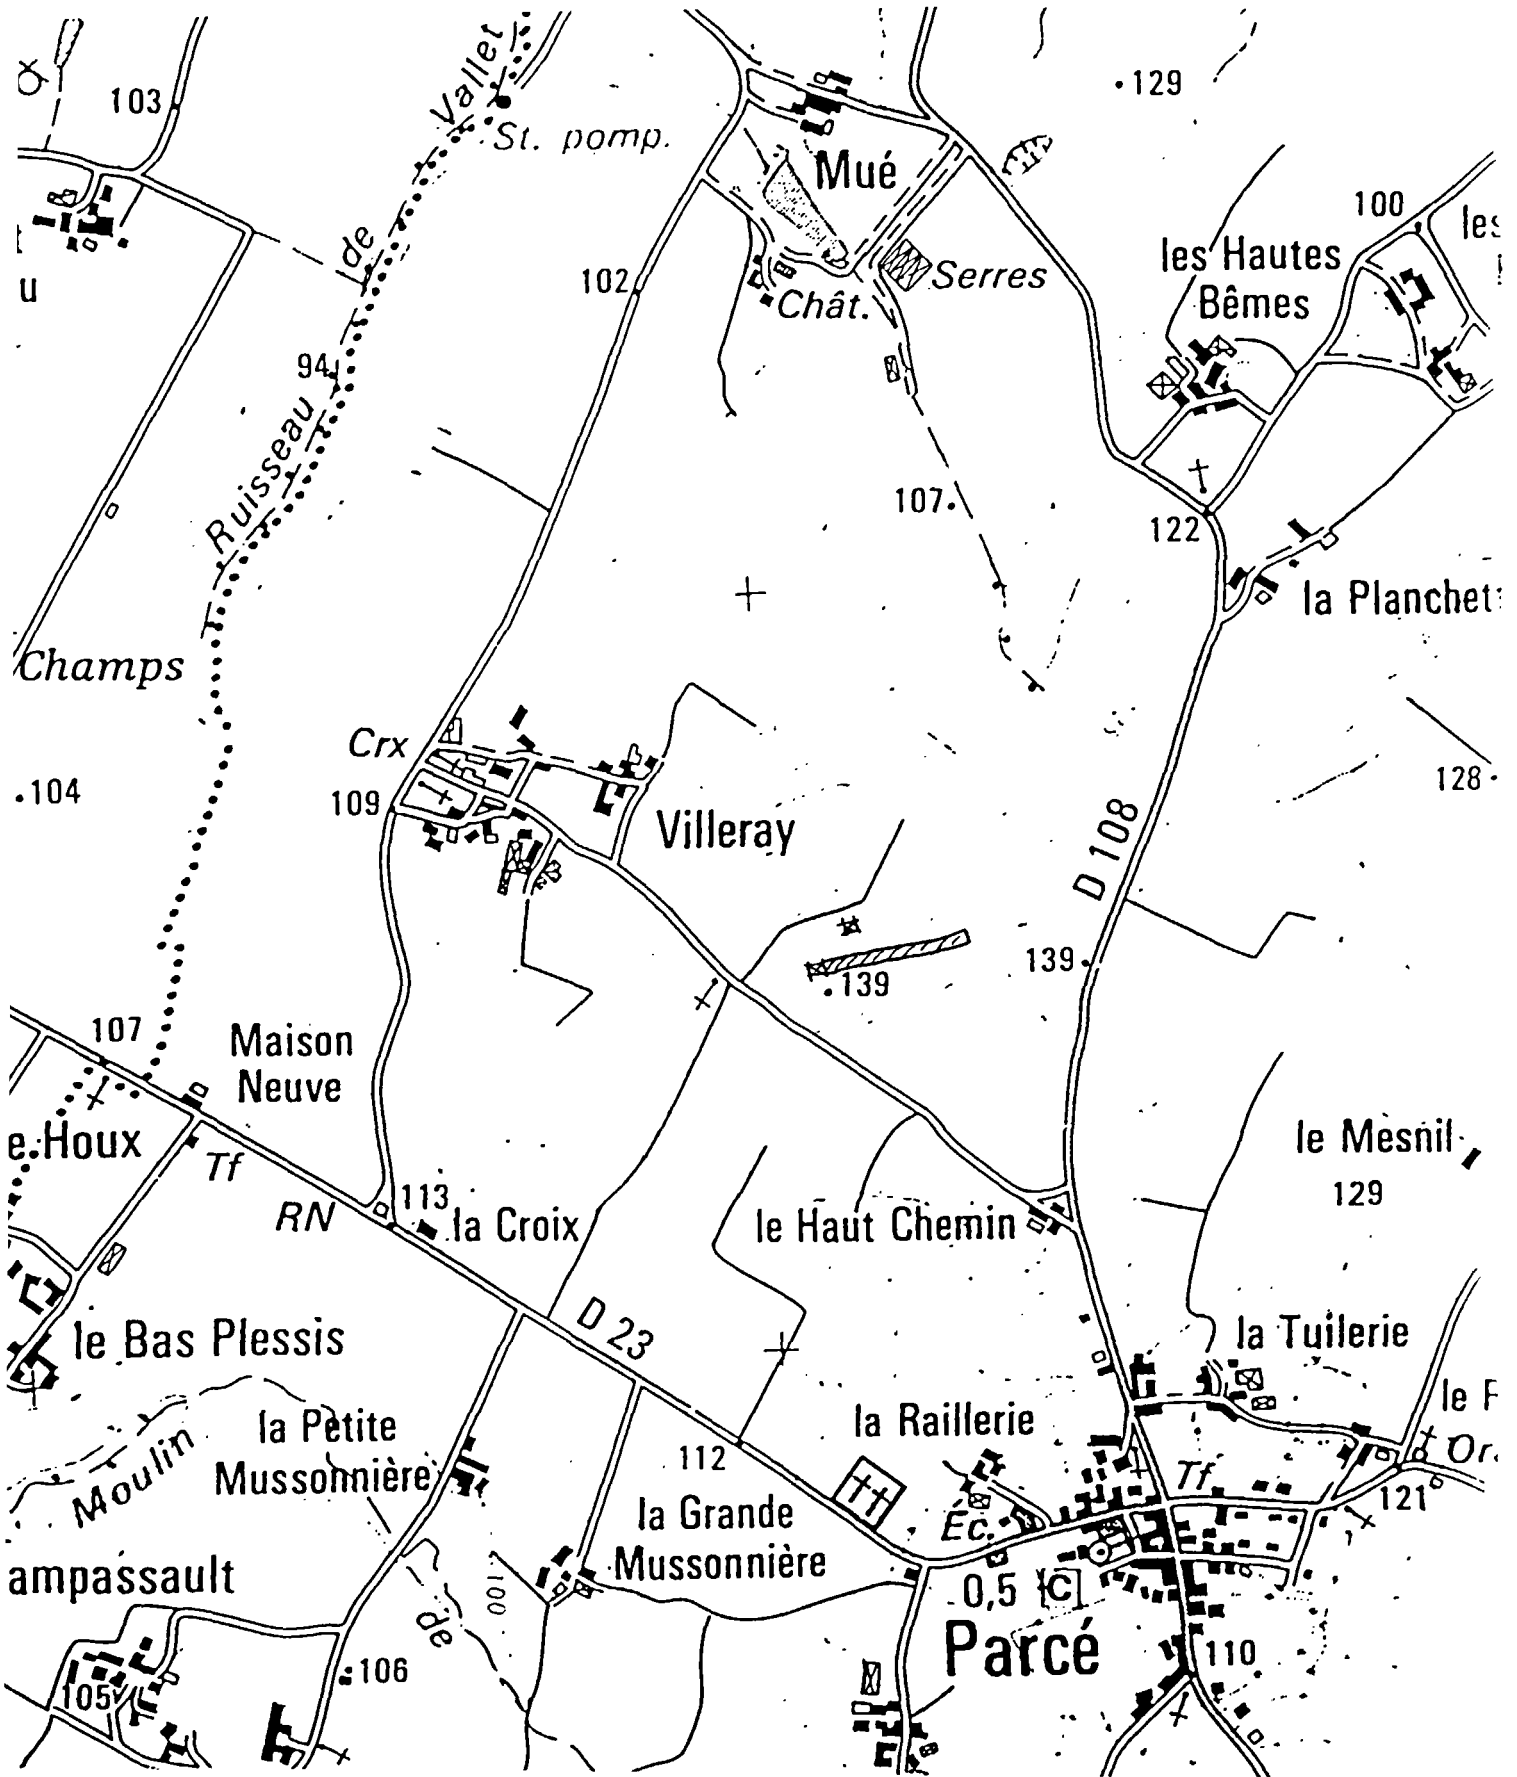 103
Vallet
St. pomp.
129
Mué
100
de
102
Serres
les Hautes
Bêmes
u
Chât.
94
Ruisseau
107
122
la Planchet
Champs
Crx
104
109
Villeray
128
D 108
139
139
107
Maison
Neuve
e Houx
Tf
le Mesnil
129
RN
113
la Croix
le Haut Chemin
D 23
la Tuilerie
le Bas Plessis
la Petite
Mussonnière
Moulin
la Raillerie
112
Tf
121
la Grande
Mussonnière
Éc.
ampassault
100
0,5 C
de
Parcé
110
106
105